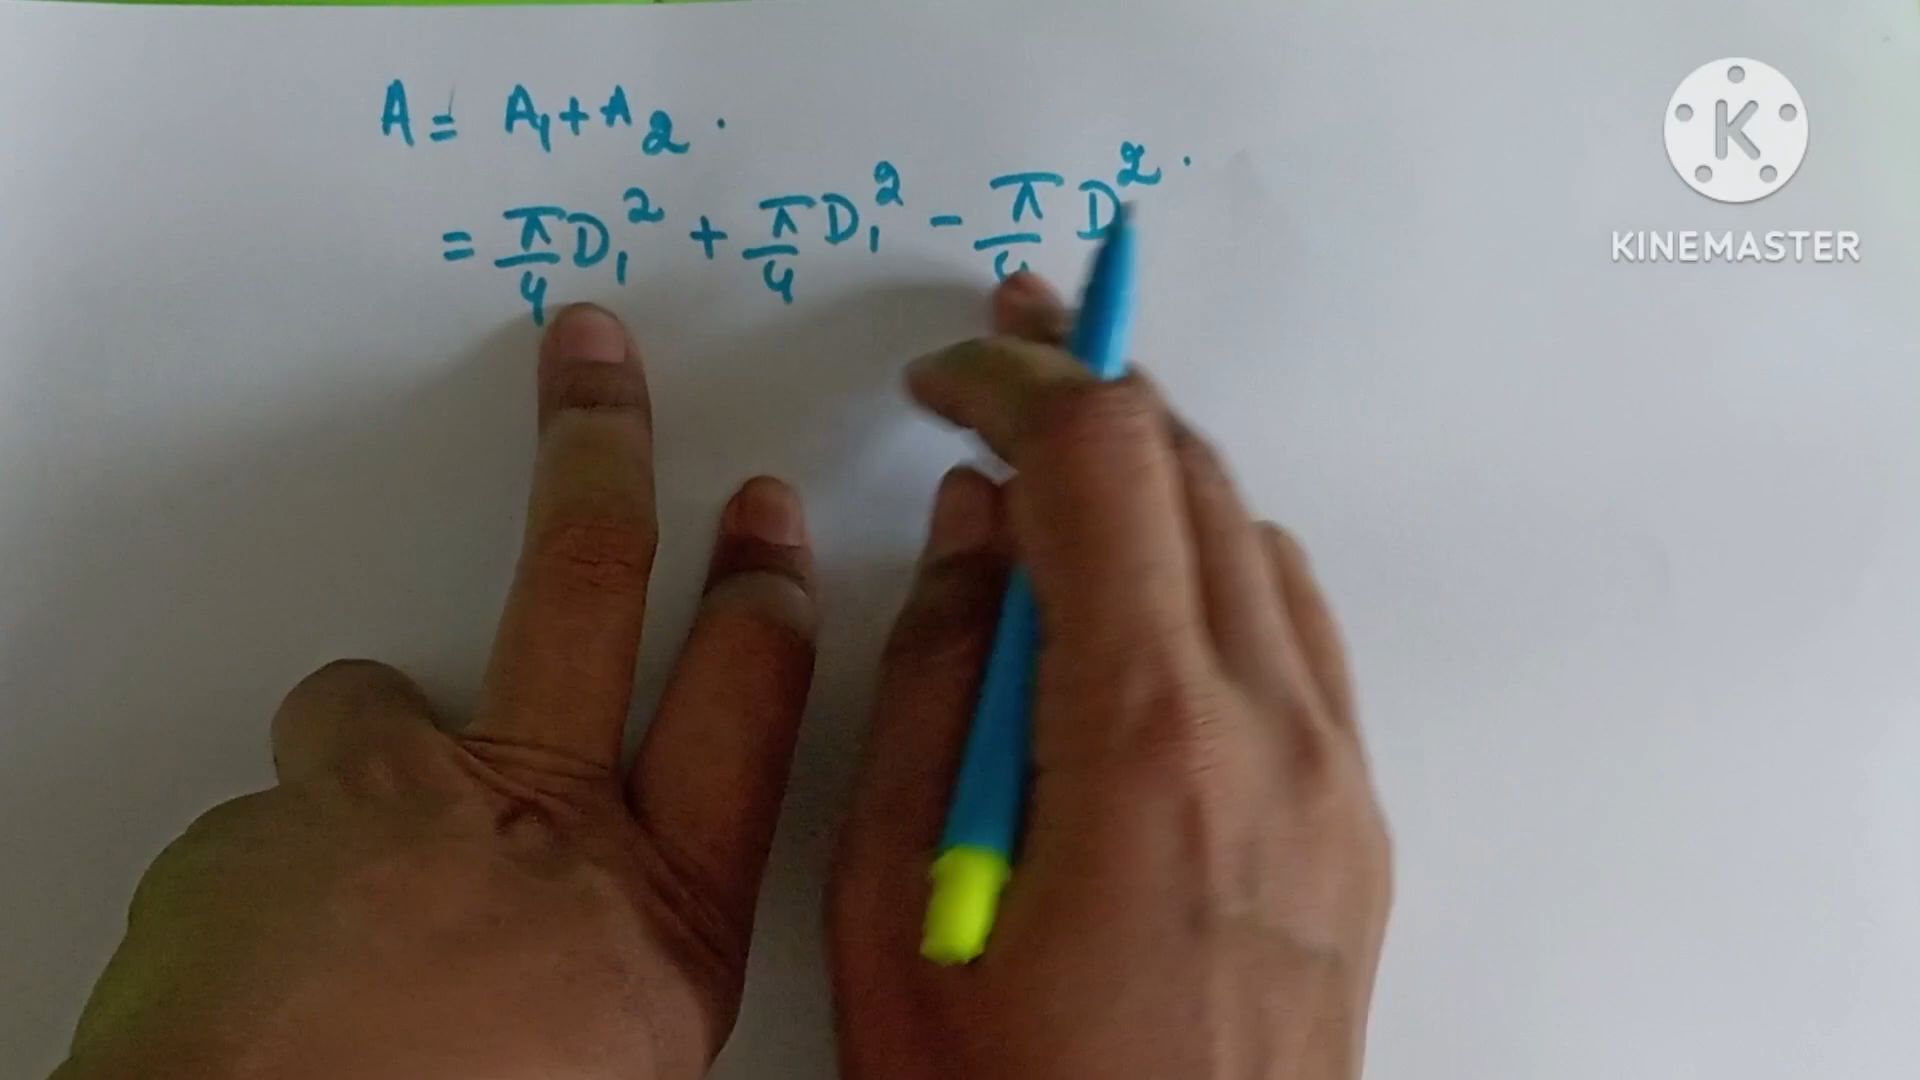 A = A₁ + A₂ .
= π/4 D₁² + π/4 D₁² - π/4 D² .
K
KINEMASTER